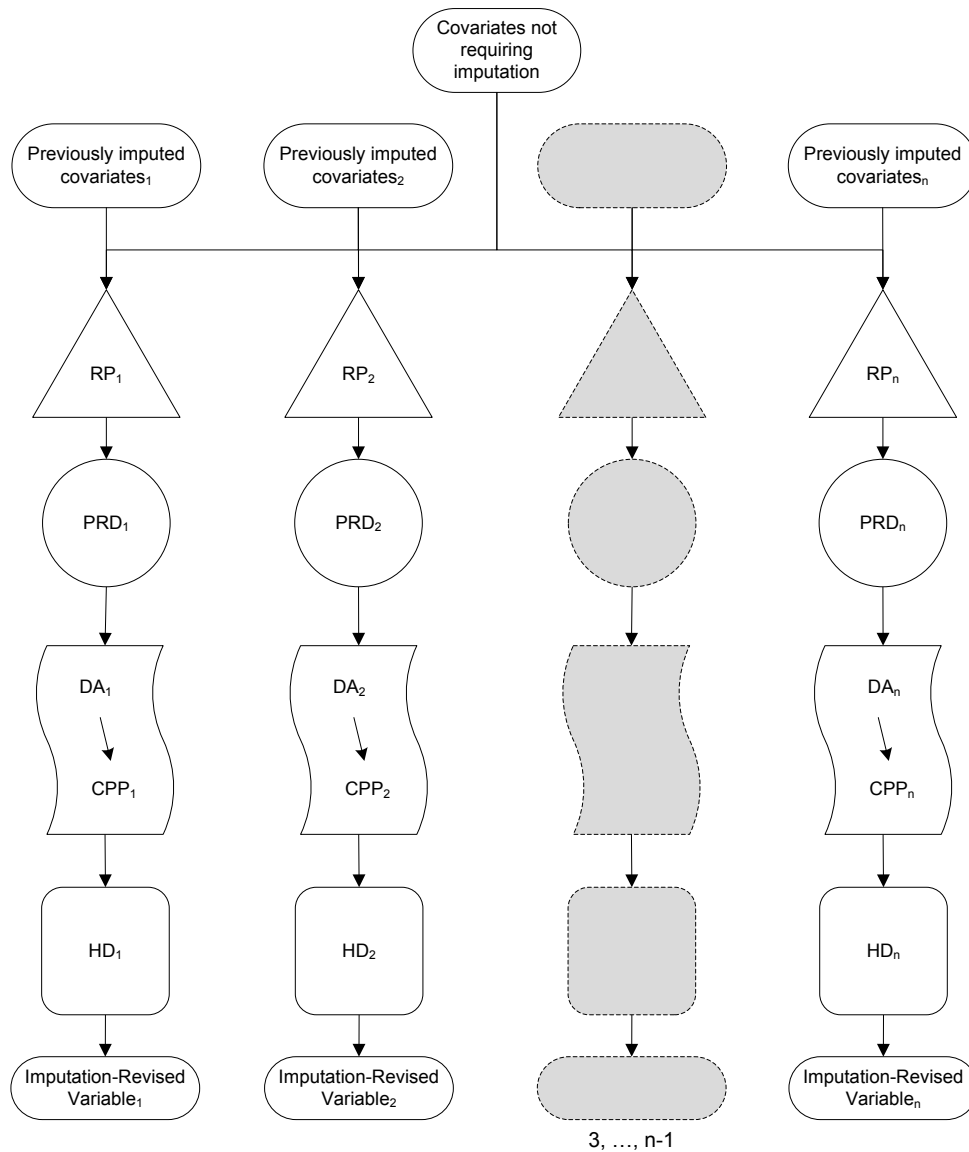 Covariates not
requiring
imputation
Previously imputed
covariates₁
Previously imputed
covariates₂
Previously imputed
covariatesₙ
RP₁
RP₂
RPₙ
PRD₁
PRD₂
PRDₙ
DA₁
CPP₁
DA₂
CPP₂
DAₙ
CPPₙ
HD₁
HD₂
HDₙ
Imputation-Revised
Variable₁
Imputation-Revised
Variable₂
Imputation-Revised
Variableₙ
3, ..., n-1